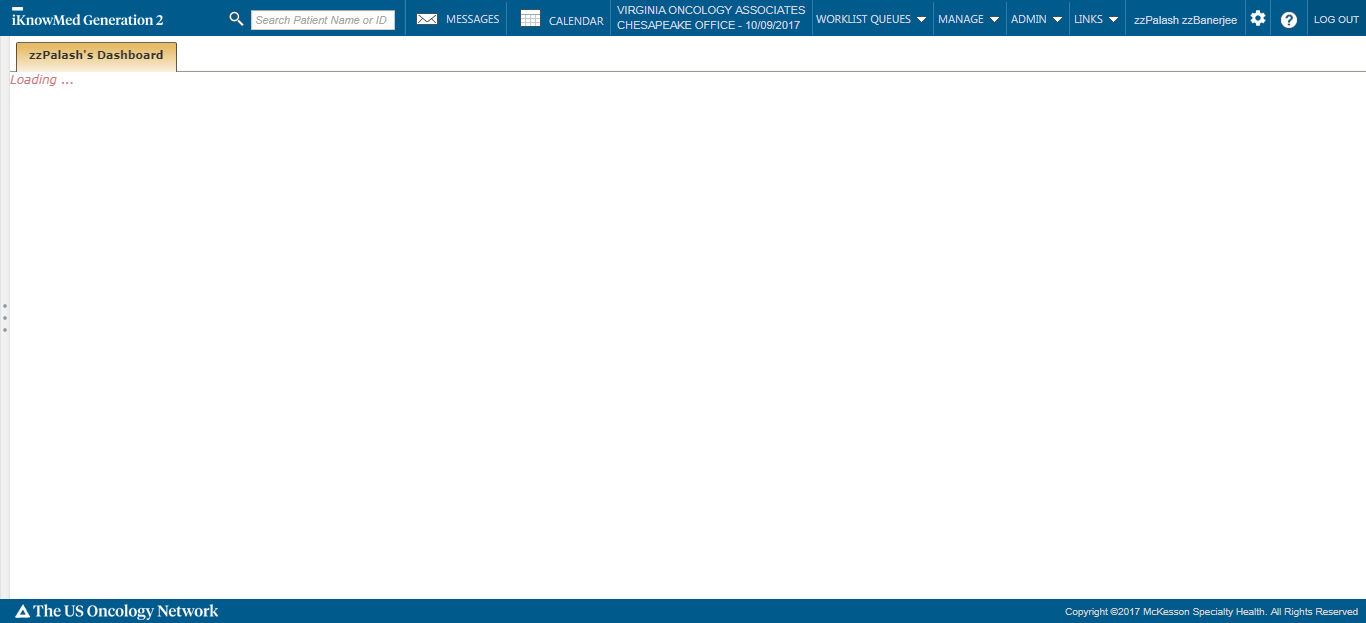 iKnowMed Generation 2
Search Patient Name or ID
MESSAGES
CALENDAR
VIRGINIA ONCOLOGY ASSOCIATES
CHESAPEAKE OFFICE - 10/09/2017
WORKLIST QUEUES
MANAGE
ADMIN
LINKS
zzPalash zzBanerjee
?
LOG OUT
zzPalash's Dashboard
Loading ...
The US Oncology Network
Copyright ©2017 McKesson Specialty Health. All Rights Reserved